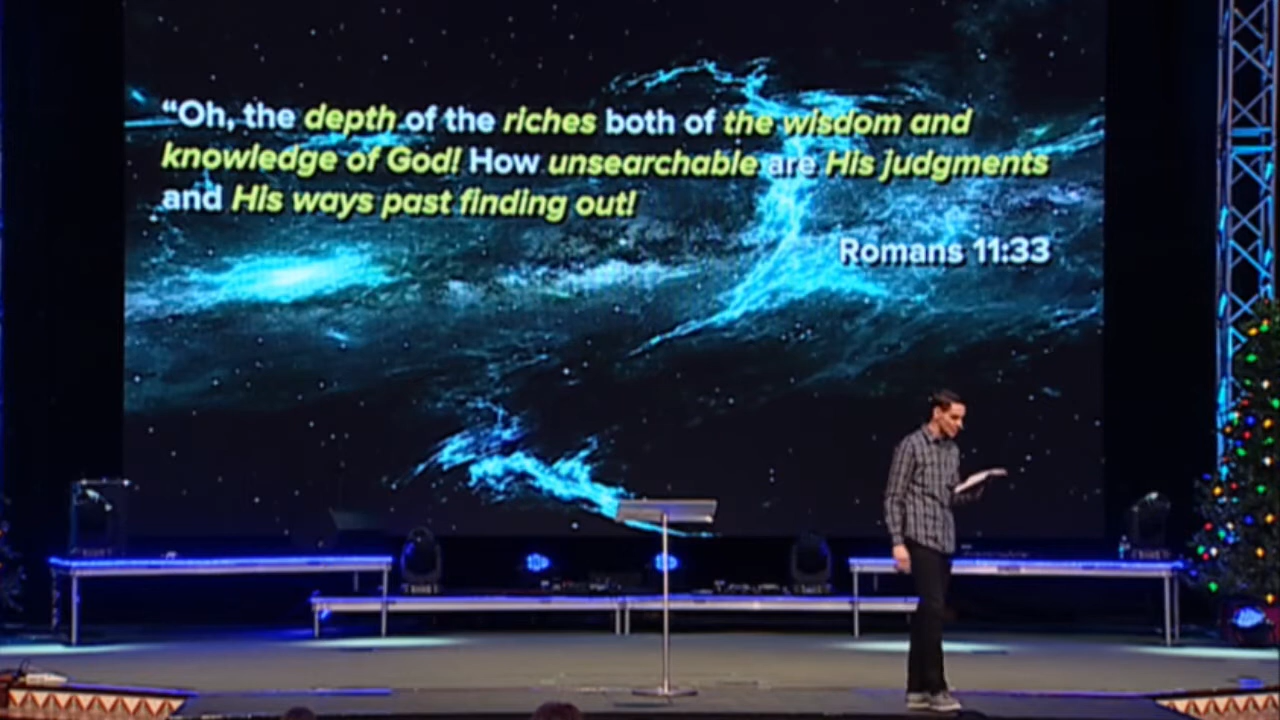 “Oh, the depth of the riches both of the wisdom and
knowledge of God! How unsearchable are His judgments
and His ways past finding out!
Romans 11:33